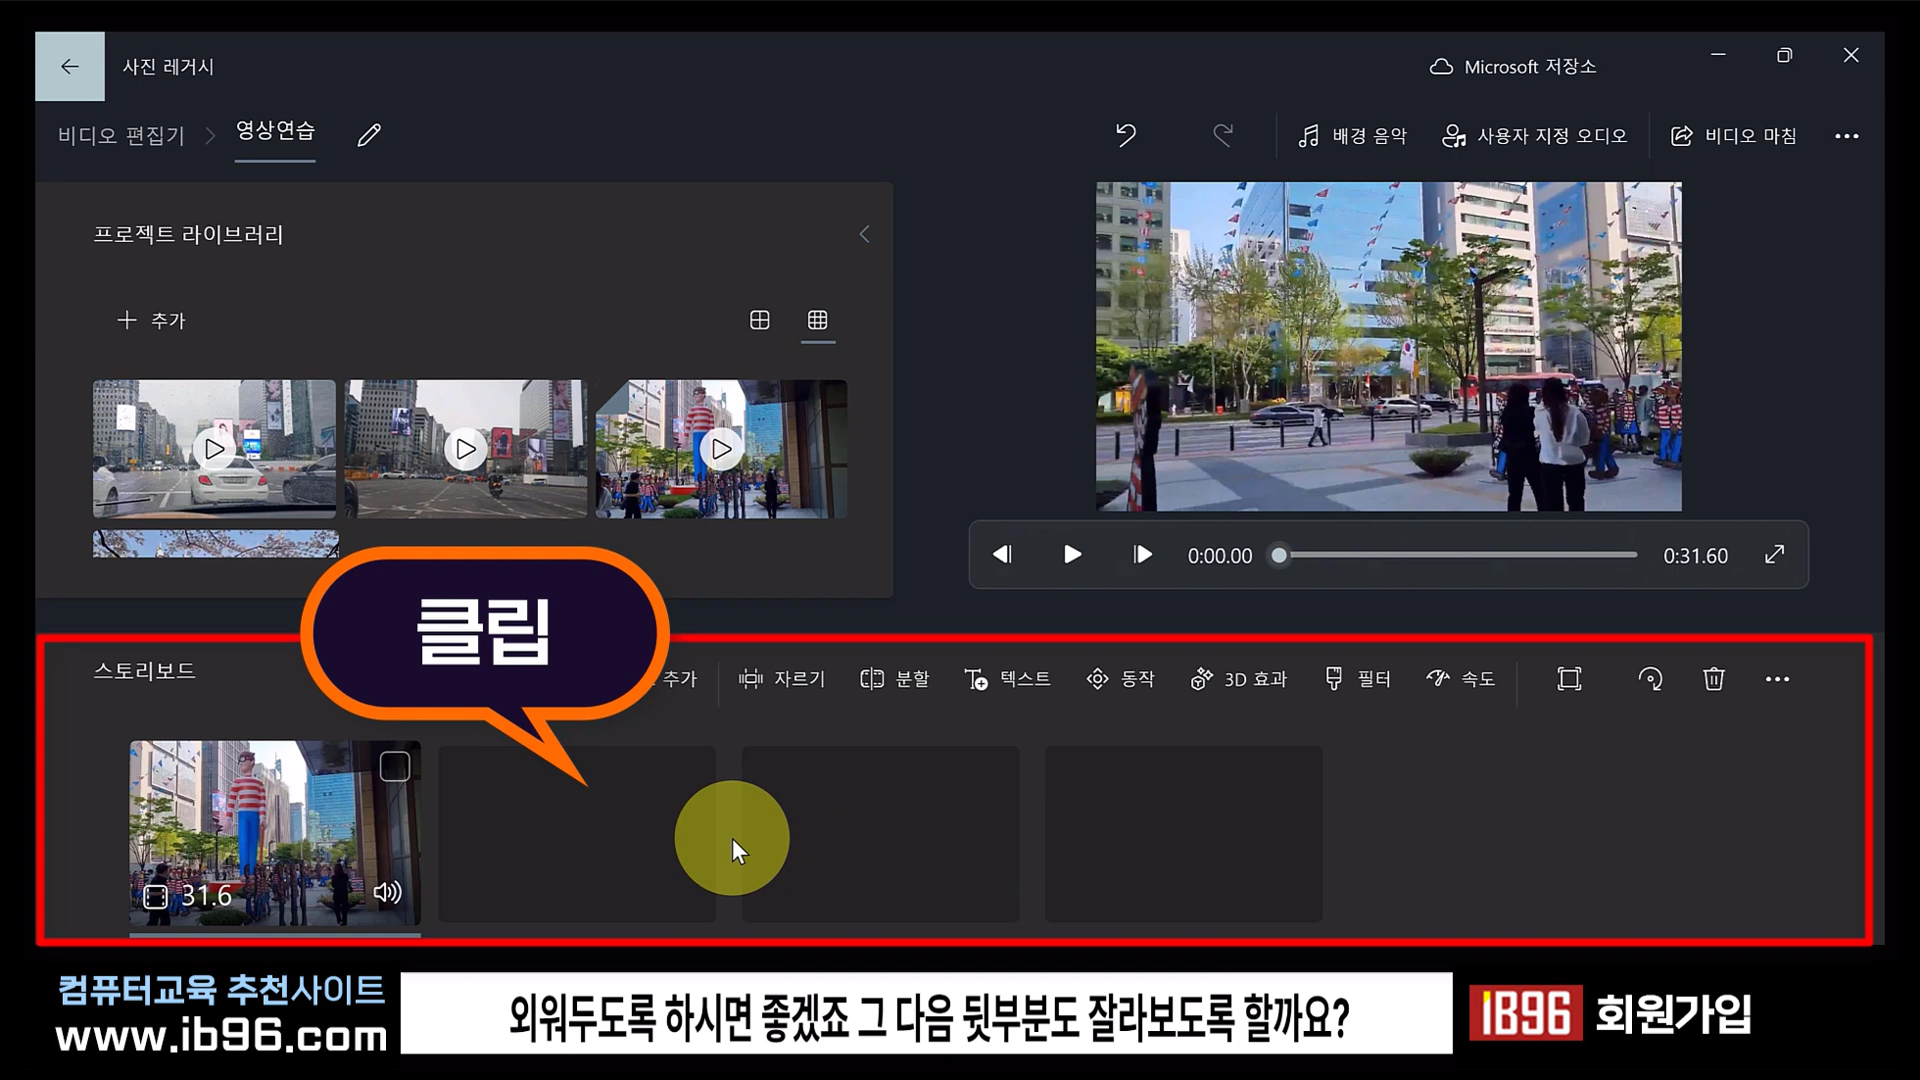 사진 레거시
Microsoft 저장소
비디오 편집기
영상연습
배경 음악
사용자 지정 오디오
비디오 마침
프로젝트 라이브러리
추가
0:00.00
0:31.60
클립
스토리보드
추가
자르기
분할
텍스트
동작
3D 효과
필터
속도
31.6
컴퓨터교육 추천사이트
www.ib96.com
외워두도록 하시면 좋겠죠 그 다음 뒷부분도 잘라보도록 할까요?
IB96 회원가입